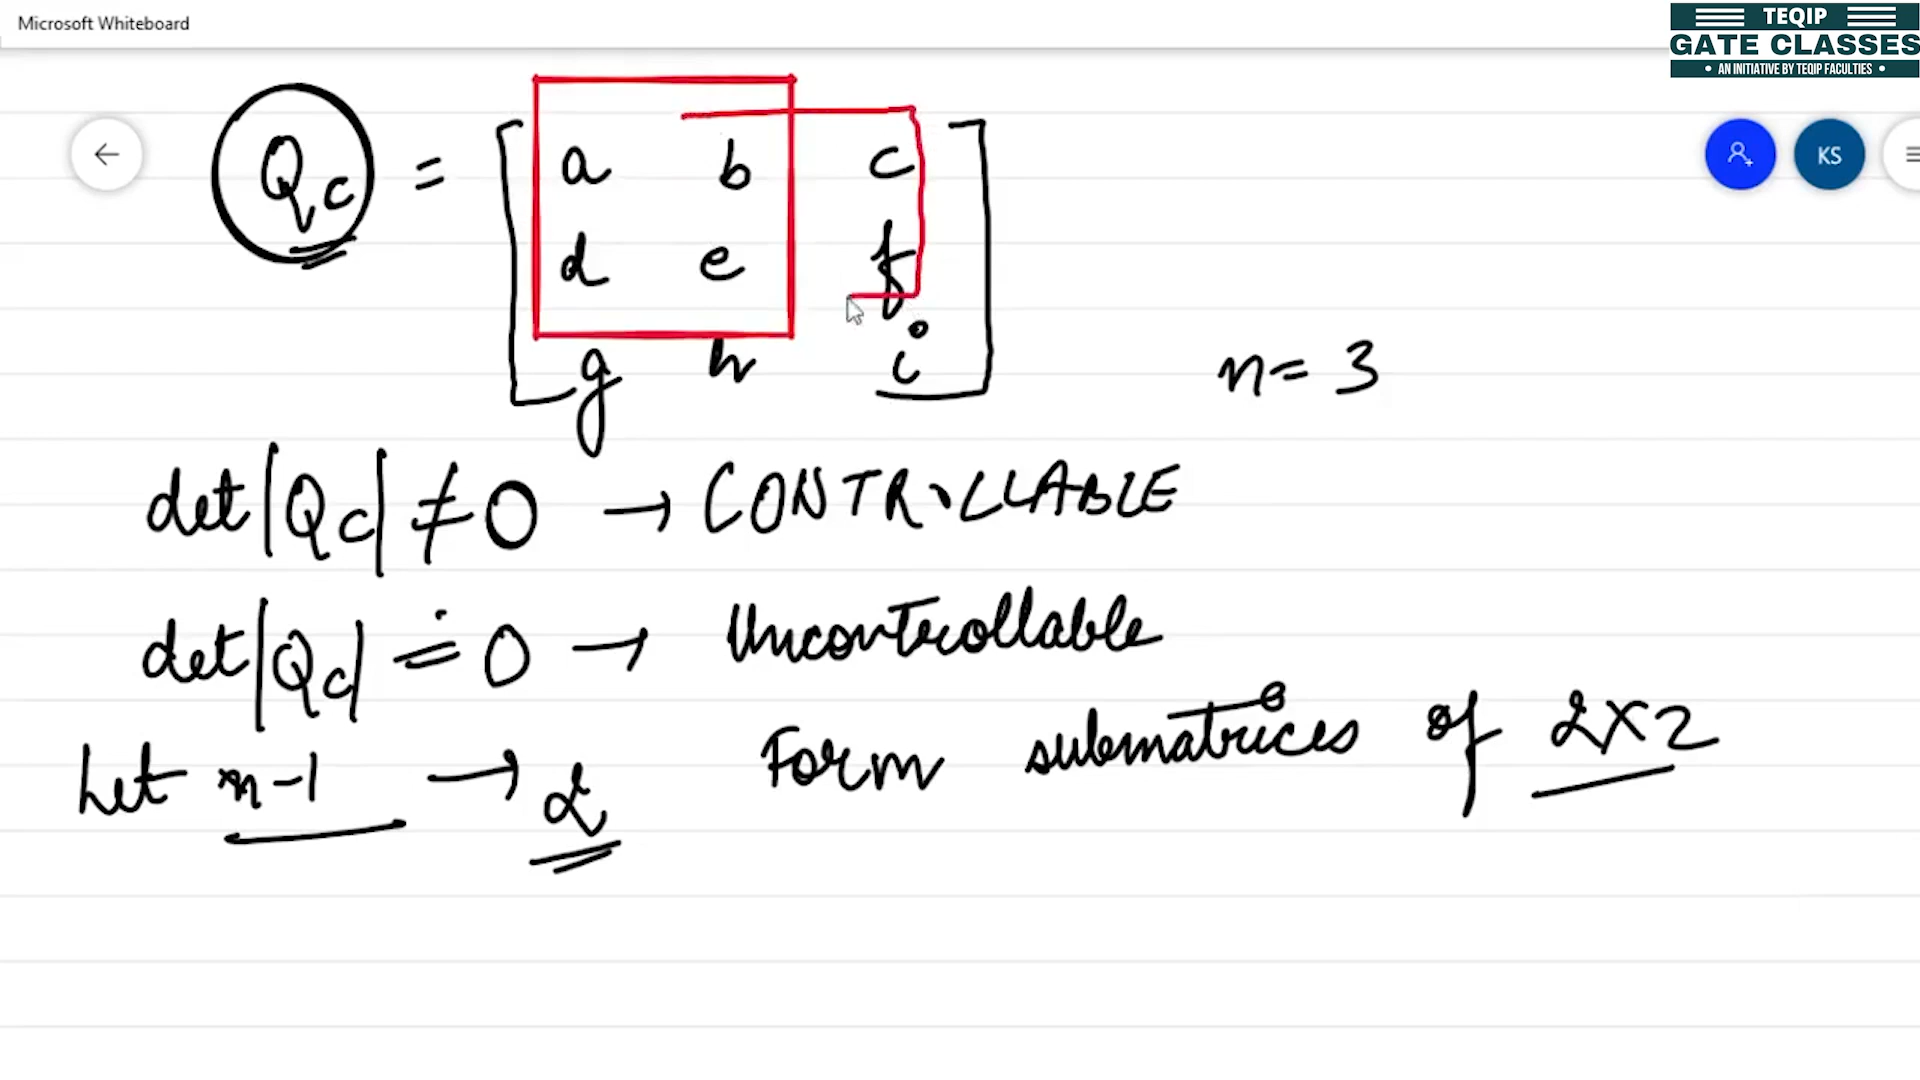 Microsoft Whiteboard
TEQIP
GATE CLASSES
• AN INITIATIVE BY TEQIP FACULTIES •
KS
Qc = [ a b c
d e f
g h i ]
n = 3
det|Qc| ≠ 0 → CONTROLLABLE
det|Qc| = 0 → Uncontrollable
Let n-1 → 2 Form submatrices of 2x2